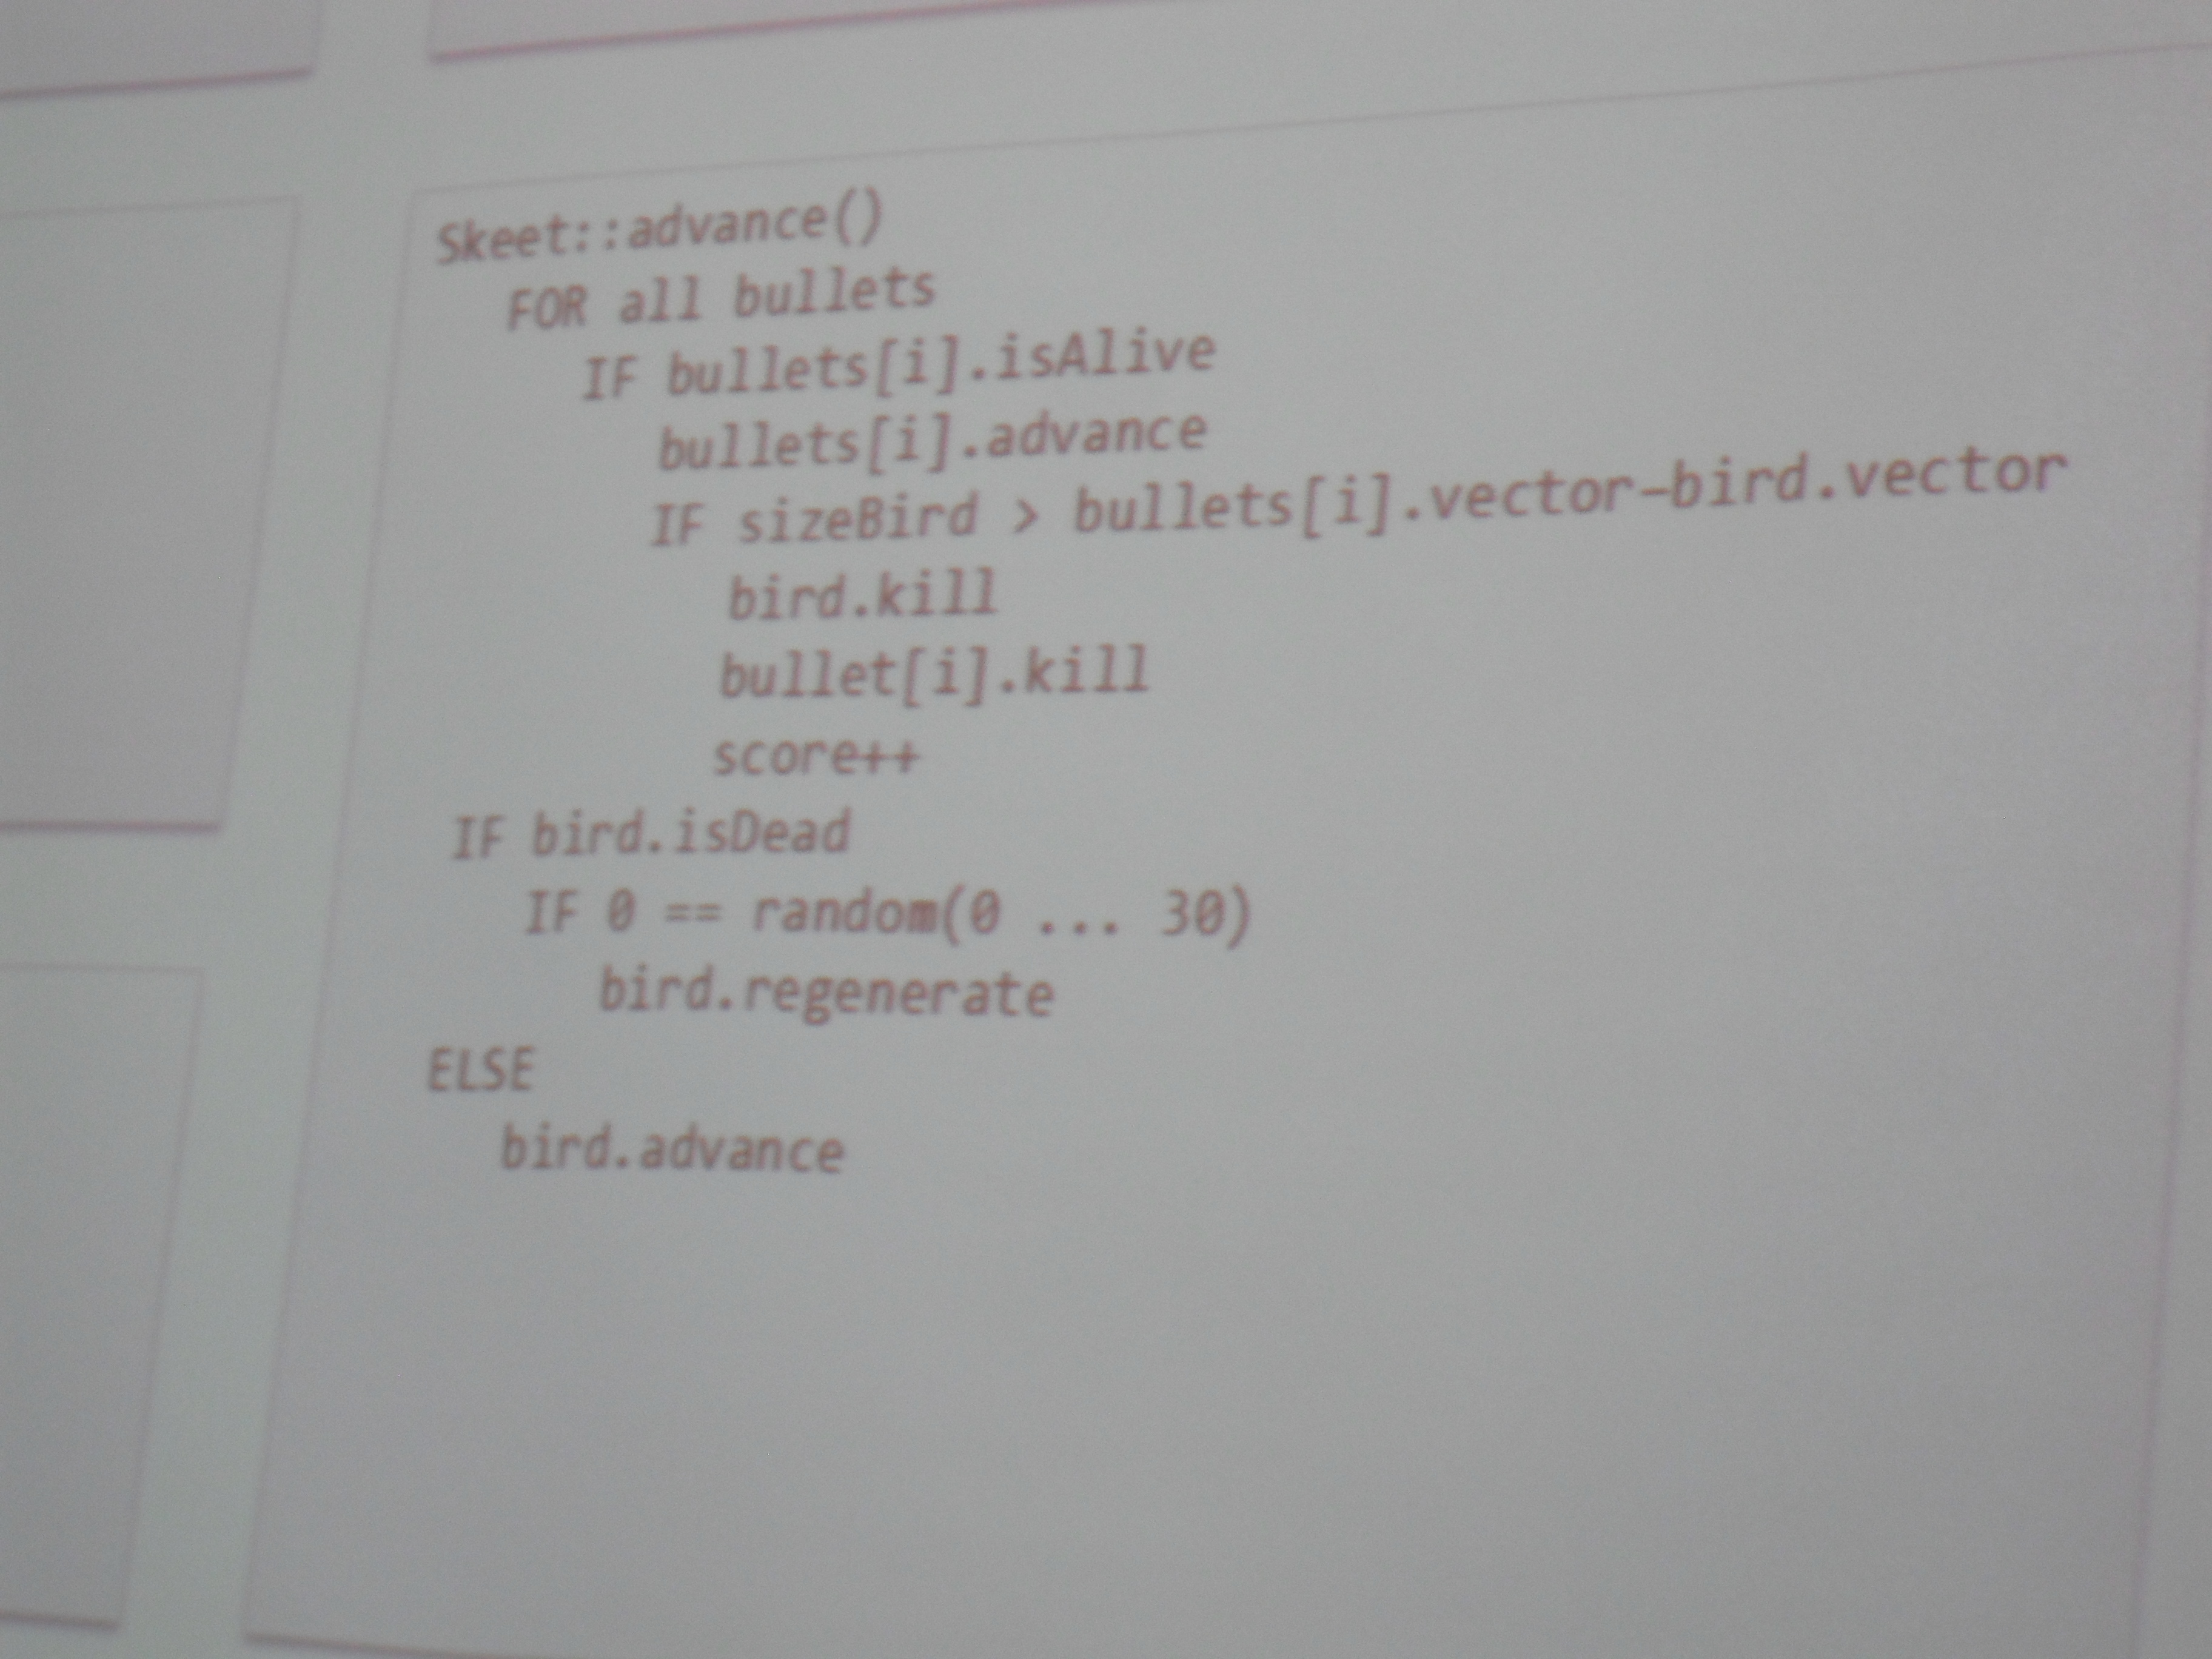 Skeet::advance()
FOR all bullets
IF bullets[i].isAlive
bullets[i].advance
IF sizeBird > bullets[i].vector-bird.vector
bird.kill
bullet[i].kill
score++
IF bird.isDead
IF 0 == random(0 ... 30)
bird.regenerate
ELSE
bird.advance